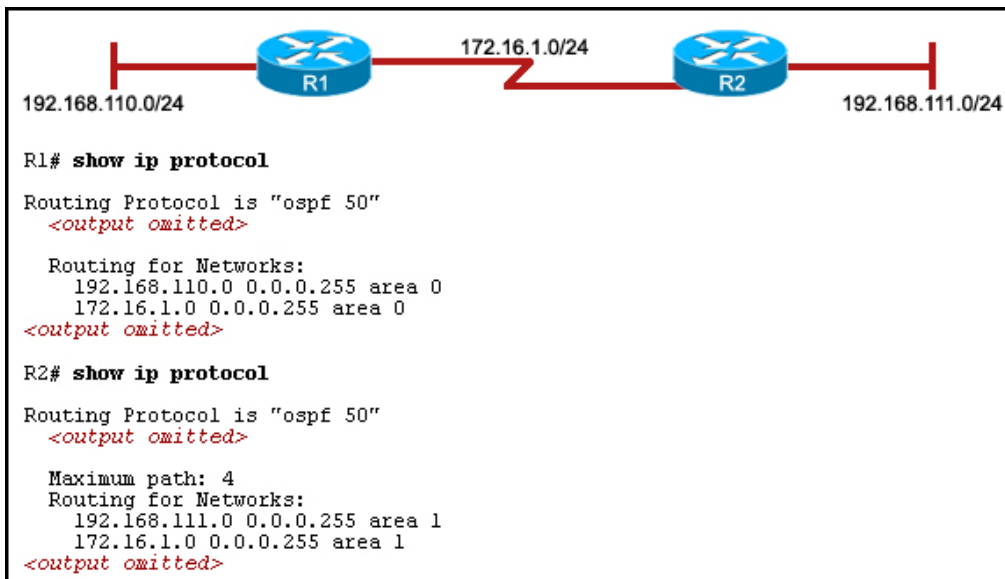 172.16.1.0/24
R1
R2
192.168.110.0/24
192.168.111.0/24
R1# show ip protocol
Routing Protocol is "ospf 50"
<output omitted>
Routing for Networks:
192.168.110.0 0.0.0.255 area 0
172.16.1.0 0.0.0.255 area 0
<output omitted>
R2# show ip protocol
Routing Protocol is "ospf 50"
<output omitted>
Maximum path: 4
Routing for Networks:
192.168.111.0 0.0.0.255 area 1
172.16.1.0 0.0.0.255 area 1
<output omitted>